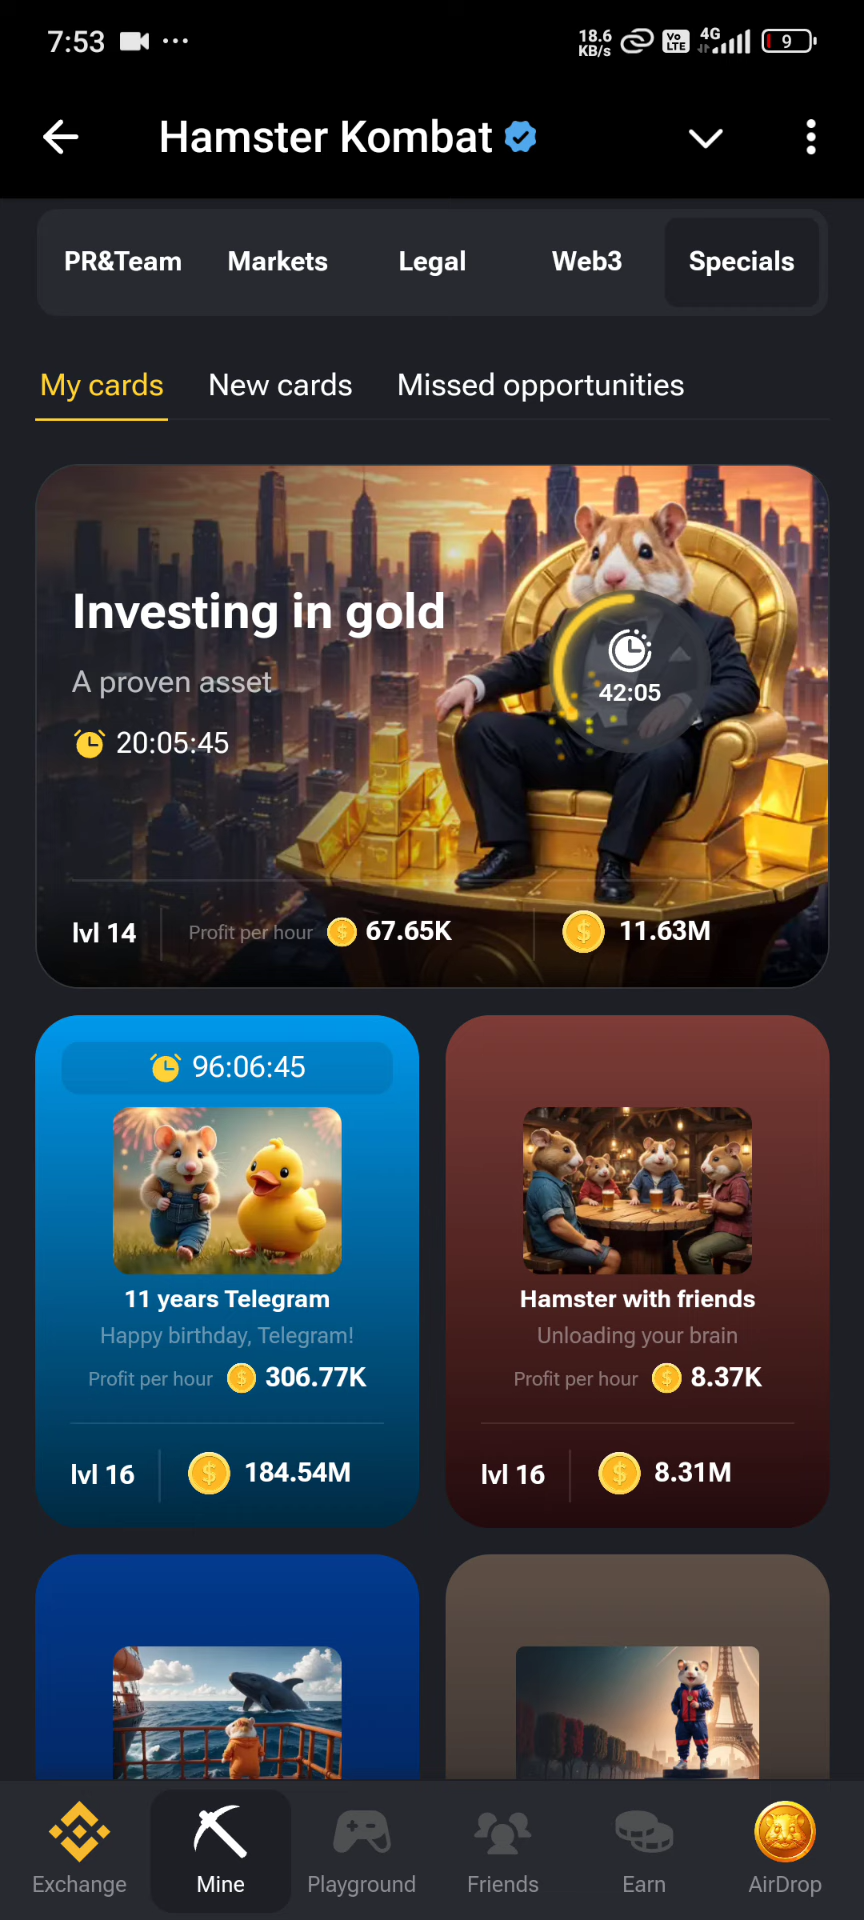 7:53
18.6
KB/s
Vo
LTE
4G
9
Hamster Kombat
PR&Team
Markets
Legal
Web3
Specials
My cards
New cards
Missed opportunities
Investing in gold
A proven asset
20:05:45
42:05
lvl 14
Profit per hour
67.65K
11.63M
96:06:45
11 years Telegram
Happy birthday, Telegram!
Profit per hour
306.77K
lvl 16
184.54M
Hamster with friends
Unloading your brain
Profit per hour
8.37K
lvl 16
8.31M
Exchange
Mine
Playground
Friends
Earn
AirDrop